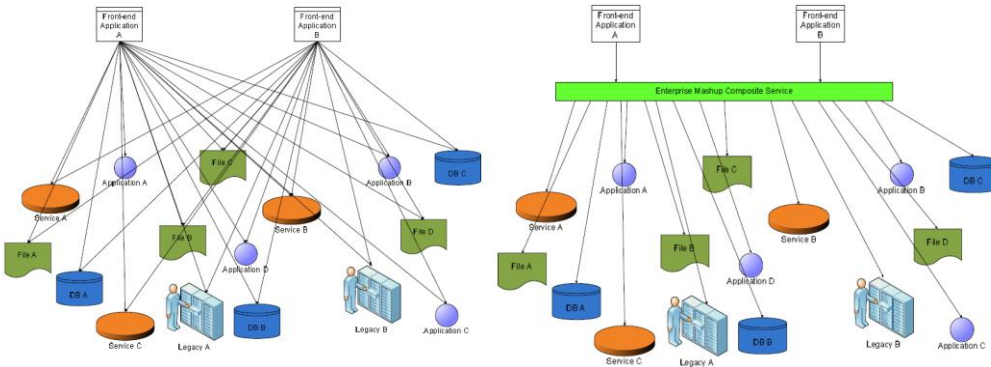 Front-end
Application
A
Front-end
Application
B
File C
Application A
Application B
DB C
Service A
Service B
File A
File B
File D
Application D
DB A
DB B
Service C
Legacy A
Legacy B
Application C
Front-end
Application
A
Front-end
Application
B
Enterprise Mashup Composite Service
File C
Application A
Application B
DB C
Service A
Service B
File A
File B
File D
Application D
DB A
DB B
Service C
Legacy A
Legacy B
Application C